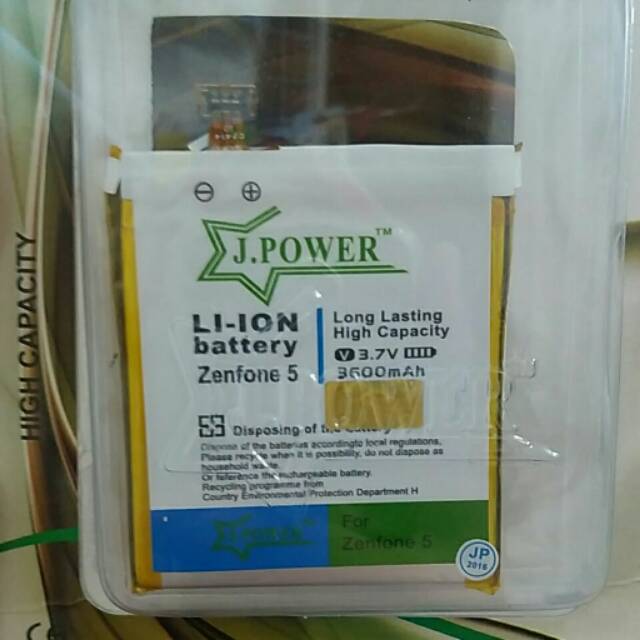 HIGH CAPACITY
⊖ ⊕
J.POWER™
LI-ION
battery
Zenfone 5
Long Lasting
High Capacity
V 3.7V
3600mAh
Disposing of the battery
Dispose of the batterias accordingto local regulations,
please recycle when it is possibility, do not dispose as
household waste.
Or reference the rechargeable battery.
Recycling programme from
Country Environmental Protection Department H
J.POWER™
For
Zenfone 5
JP
2016